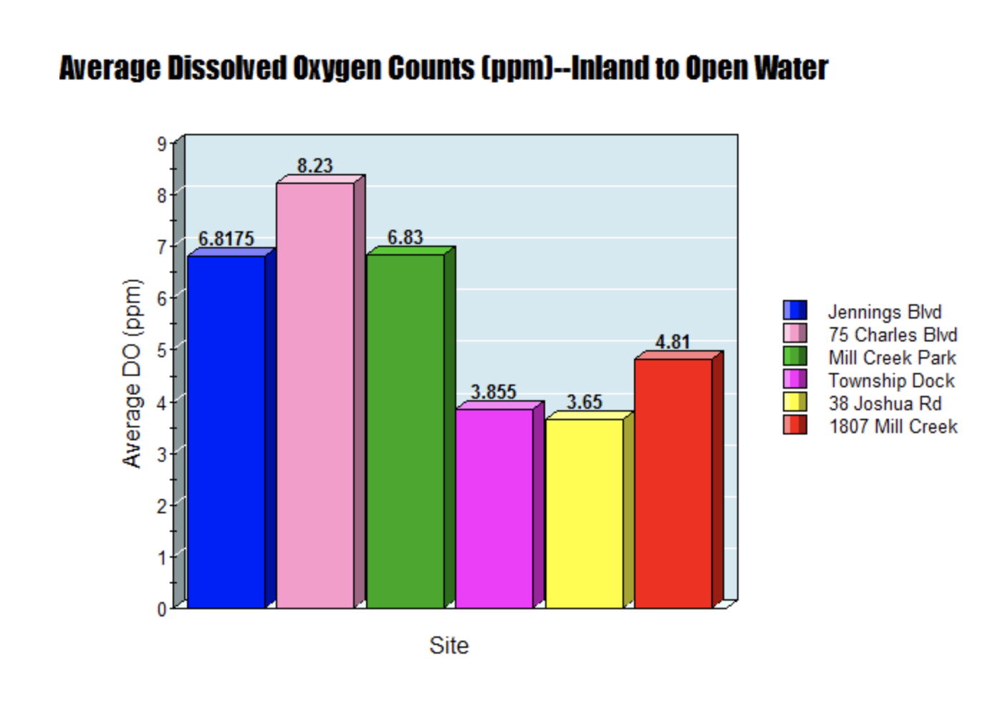 Average Dissolved Oxygen Counts (ppm)--Inland to Open Water
9
8
7
6
5
4
3
2
1
0
Average DO (ppm)
6.8175
8.23
6.83
3.855
3.65
4.81
Site
Jennings Blvd
75 Charles Blvd
Mill Creek Park
Township Dock
38 Joshua Rd
1807 Mill Creek